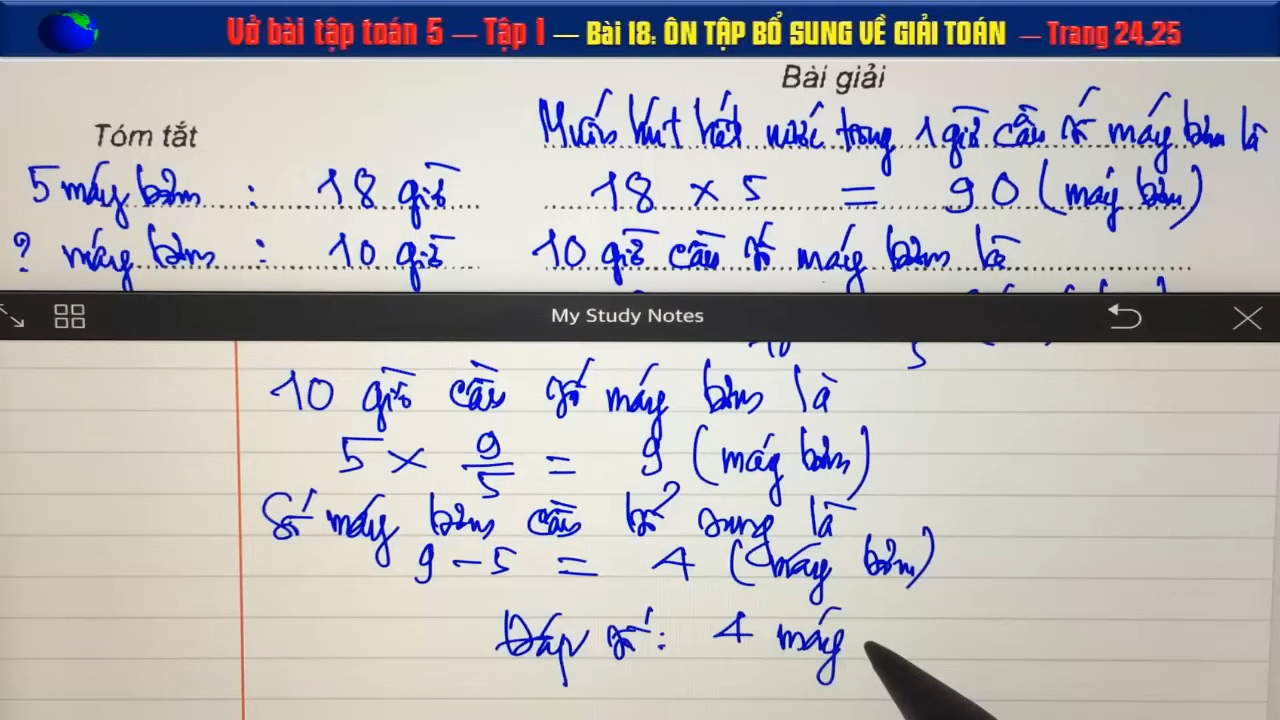 Vở bài tập toán 5 – Tập 1 – Bài 18: ÔN TẬP BỔ SUNG VỀ GIẢI TOÁN – Trang 24_25
Bài giải
Tóm tắt
Muốn hút hết nước trong 1 giờ cần số máy bơm là
5 máy bơm : 18 giờ
18 × 5 = 90 (máy bơm)
? máy bơm : 10 giờ
10 giờ cần số máy bơm là
My Study Notes
10 giờ cần số máy bơm là
5 × 9/5 = 9 (máy bơm)
Số máy bơm cần bổ sung là
9 – 5 = 4 (máy bơm)
Đáp số: 4 máy